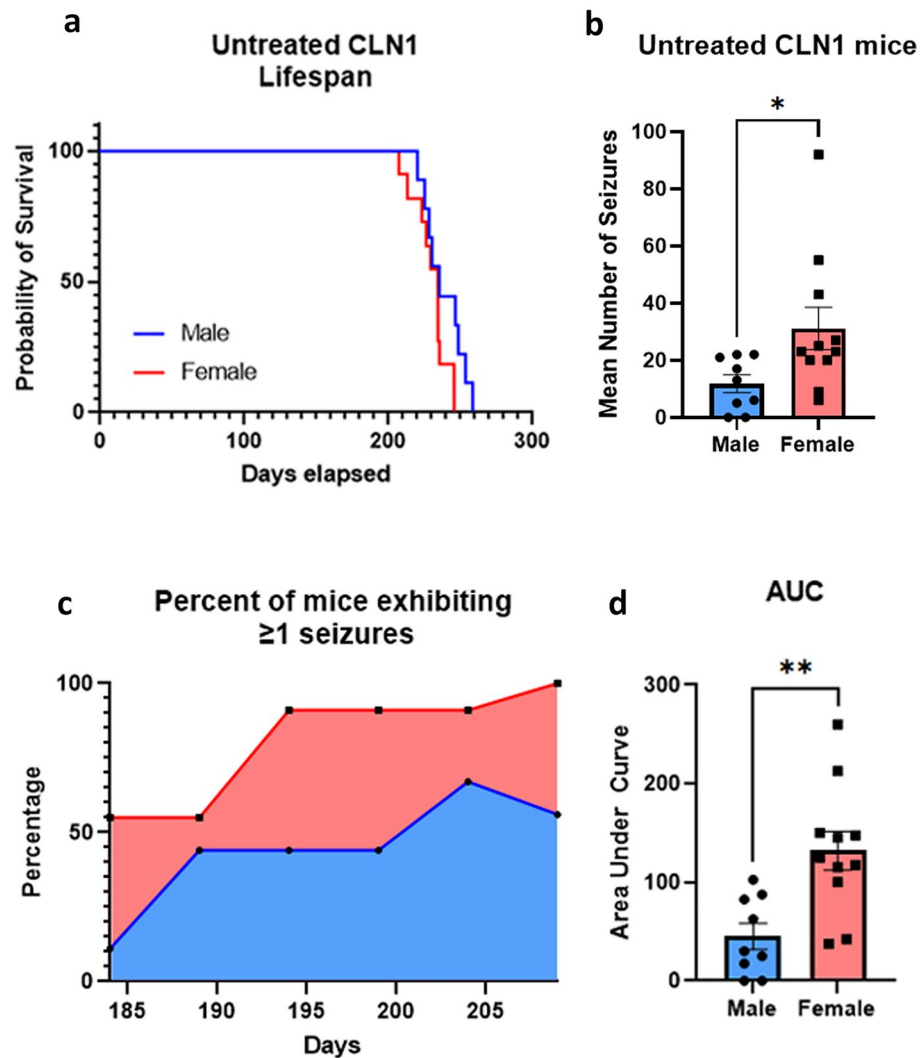 a
Untreated CLN1
Lifespan
Probability of Survival
100
50
0
Male
Female
0 100 200 300
Days elapsed
b
Untreated CLN1 mice
*
Mean Number of Seizures
100
80
60
40
20
0
Male Female
c
Percent of mice exhibiting
≥1 seizures
Percentage
100
50
0
185 190 195 200 205
Days
d
AUC
**
Area Under Curve
300
200
100
0
Male Female